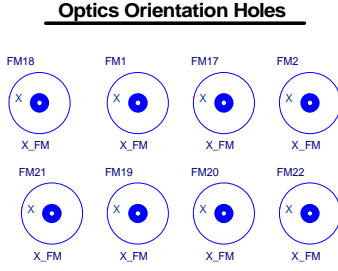 Optics Orientation Holes
FM18 FM1 FM17 FM2
X X X X
X_FM X_FM X_FM X_FM
FM21 FM19 FM20 FM22
X X X X
X_FM X_FM X_FM X_FM